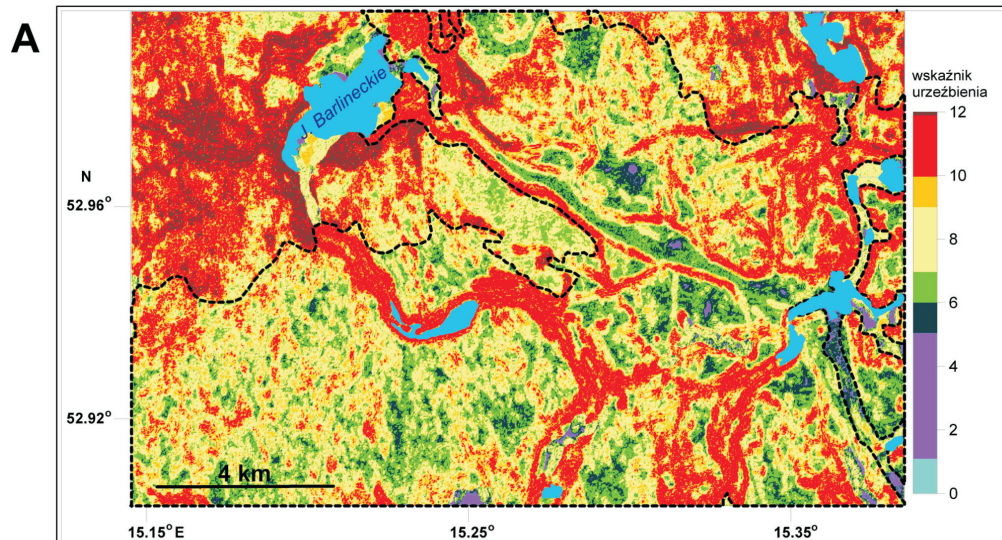 A
J. Barlineckie
wskaźnik
urzeźbienia
12
10
8
6
4
2
0
N
52.96
52.92
4 km
15.15° E
15.25°
15.35°